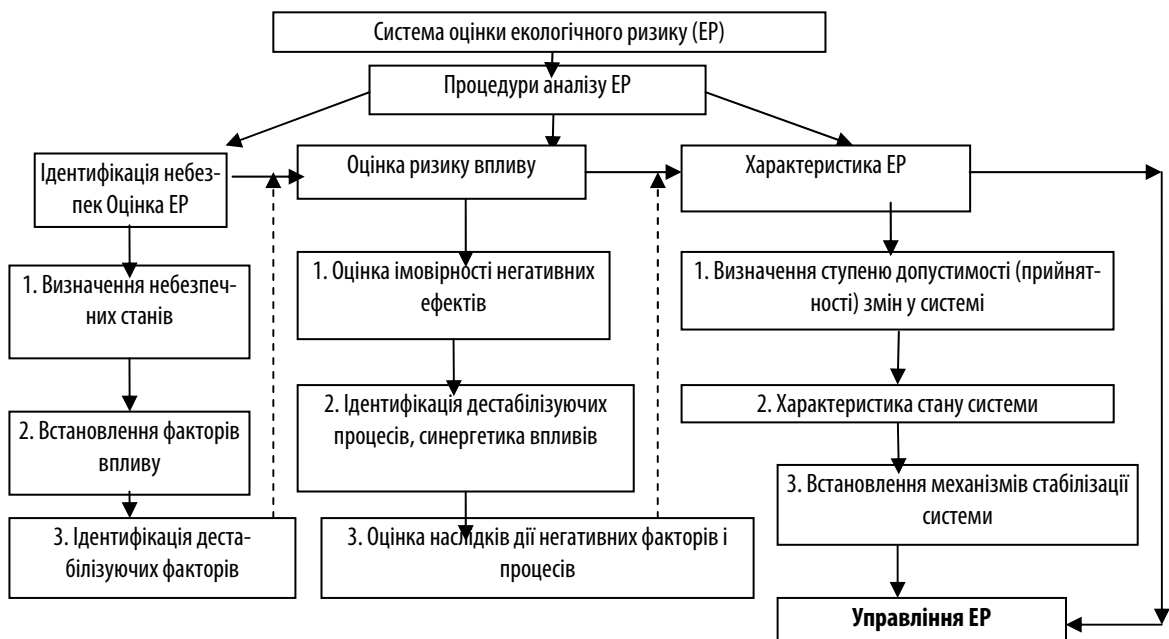 Система оцінки екологічного ризику (ЕР)
Процедури аналізу ЕР
Ідентифікація небез-
пек Оцінка ЕР
Оцінка ризику впливу
Характеристика ЕР
1. Визначення небезпеч-
них станів
1. Оцінка імовірності негативних
ефектів
1. Визначення ступеню допустимості (прийнят-
ності) змін у системі
2. Встановлення факторів
впливу
2. Ідентифікація дестабілізуючих
процесів, синергетика впливів
2. Характеристика стану системи
3. Ідентифікація деста-
білізуючих факторів
3. Оцінка наслідків дії негативних факторів і
процесів
3. Встановлення механізмів стабілізації
системи
Управління ЕР